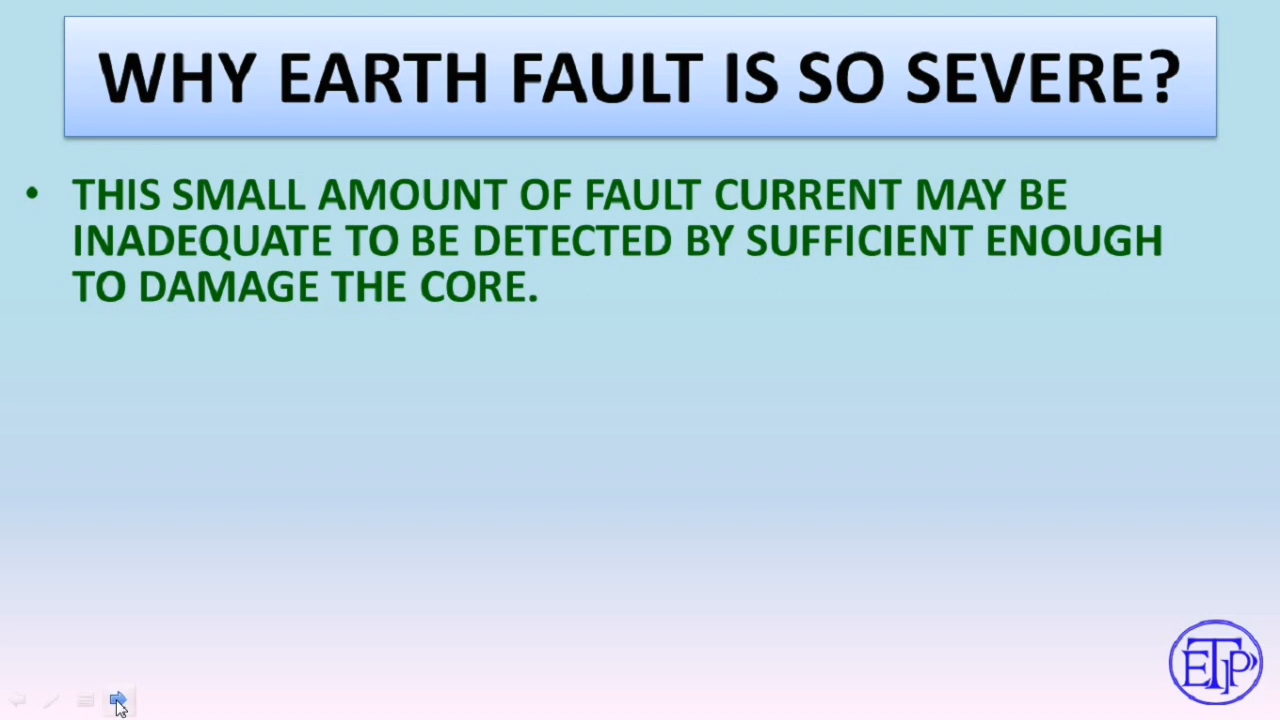 WHY EARTH FAULT IS SO SEVERE?
• THIS SMALL AMOUNT OF FAULT CURRENT MAY BE
INADEQUATE TO BE DETECTED BY SUFFICIENT ENOUGH
TO DAMAGE THE CORE.
ETP